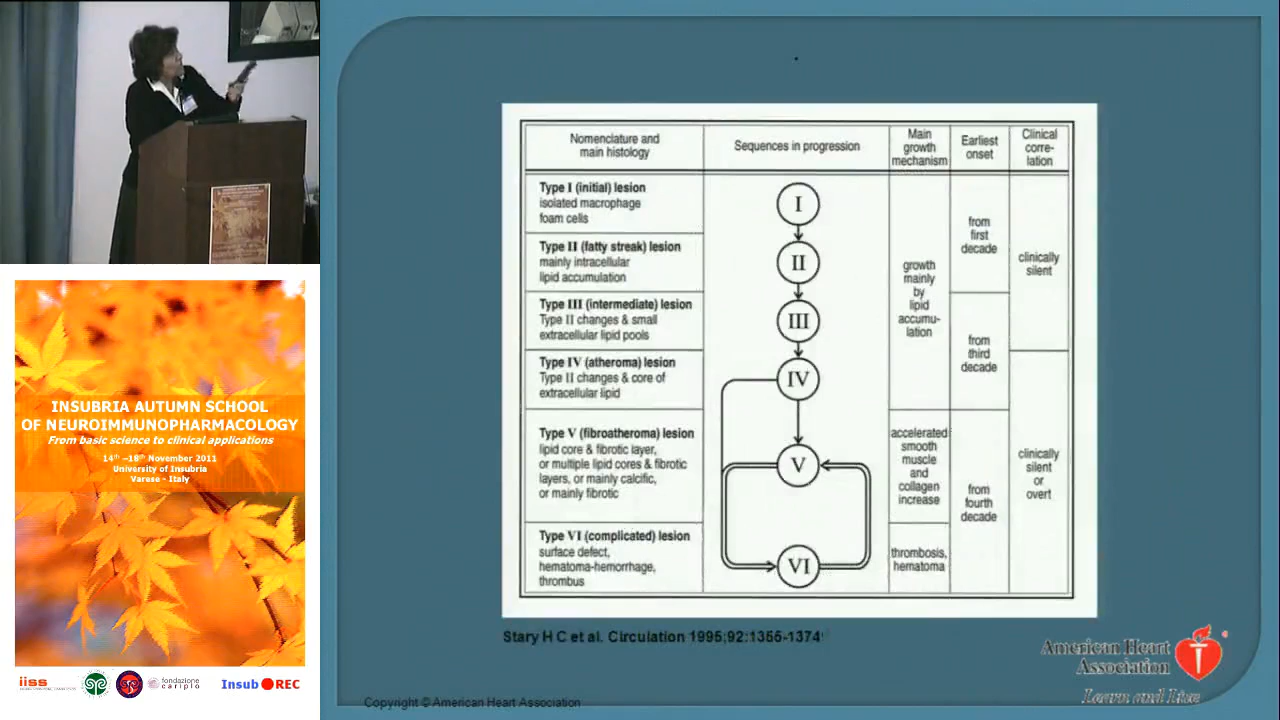 INSUBRIA AUTUMN SCHOOL
OF NEUROIMMUNOPHARMACOLOGY
From basic science to clinical applications
14th –18th November 2011
University of Insubria
Varese - Italy
iiss
fondazione
cariplo
Insub REC
Nomenclature and
main histology
Sequences in progression
Main
growth
mechanism
Earliest
onset
Clinical
corre-
lation
Type I (initial) lesion
isolated macrophage
foam cells
Type II (fatty streak) lesion
mainly intracellular
lipid accumulation
Type III (intermediate) lesion
Type II changes & small
extracellular lipid pools
Type IV (atheroma) lesion
Type II changes & core of
extracellular lipid
Type V (fibroatheroma) lesion
lipid core & fibrotic layer,
or multiple lipid cores & fibrotic
layers, or mainly calcific,
or mainly fibrotic
Type VI (complicated) lesion
surface defect,
hematoma-hemorrhage,
thrombus
I
II
III
IV
V
VI
growth
mainly
by
lipid
accumu-
lation
accelerated
smooth
muscle
and
collagen
increase
thrombosis,
hematoma
from
first
decade
from
third
decade
from
fourth
decade
clinically
silent
clinically
silent
or
overt
Stary H C et al. Circulation 1995;92:1355-1374
American Heart
Association
Learn and Live
Copyright © American Heart Association